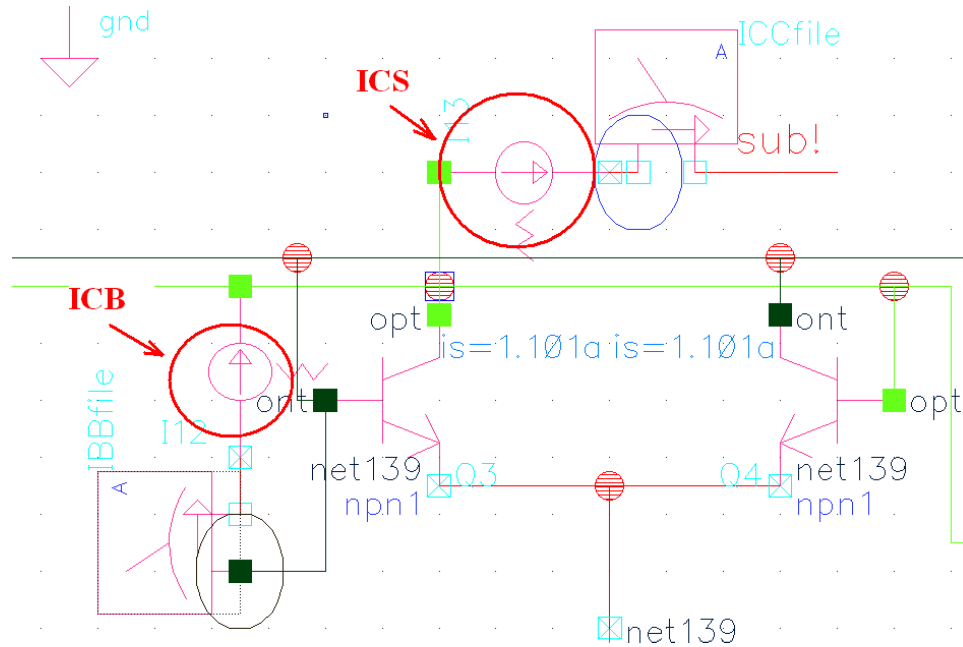 gnd
ICCfile
A
ICS
I13
sub!
ICB
opt
ont
is=1.101a is=1.101a
ont
opt
I12
IBBfile
A
net139
Q3
Q4
net139
npn1
npn1
net139